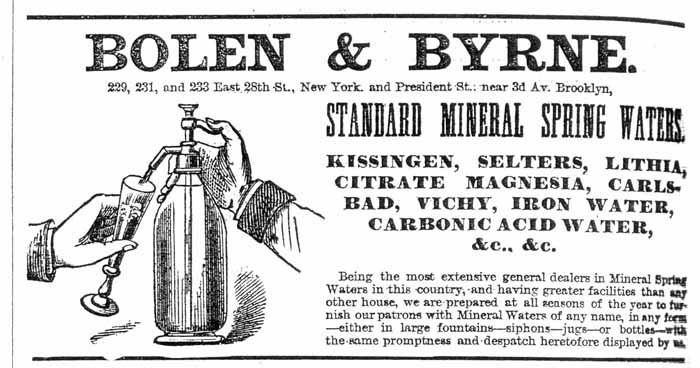 BOLEN & BYRNE.
229, 231, and 233 East 28th St., New York. and President St.: near 3d Av. Brooklyn,
STANDARD MINERAL SPRING WATERS.
KISSINGEN, SELTERS, LITHIA,
CITRATE MAGNESIA, CARLS-
BAD, VICHY, IRON WATER,
CARBONIC ACID WATER,
&c., &c.
Being the most extensive general dealers in Mineral Spring
Waters in this country, and having greater facilities than any
other house, we are prepared at all seasons of the year to fur-
nish our patrons with Mineral Waters of any name, in any form
—either in large fountains—siphons—jugs—or bottles—with
the same promptness and despatch heretofore displayed by us.